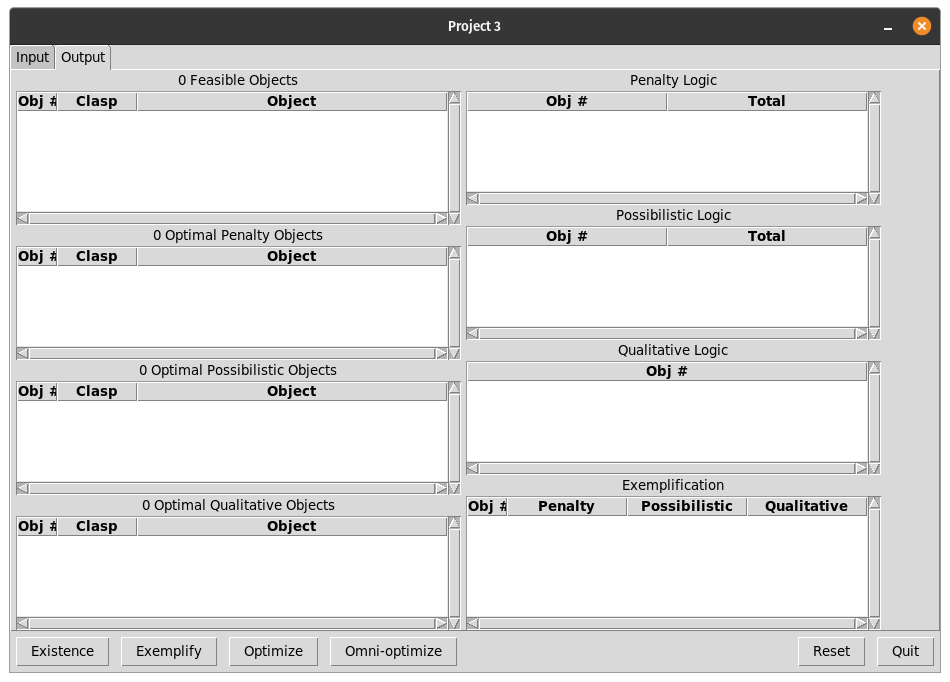 Project 3
Input Output
0 Feasible Objects
Obj # Clasp Object
0 Optimal Penalty Objects
Obj # Clasp Object
0 Optimal Possibilistic Objects
Obj # Clasp Object
0 Optimal Qualitative Objects
Obj # Clasp Object
Penalty Logic
Obj # Total
Possibilistic Logic
Obj # Total
Qualitative Logic
Obj #
Exemplification
Obj # Penalty Possibilistic Qualitative
Existence Exemplify Optimize Omni-optimize Reset Quit